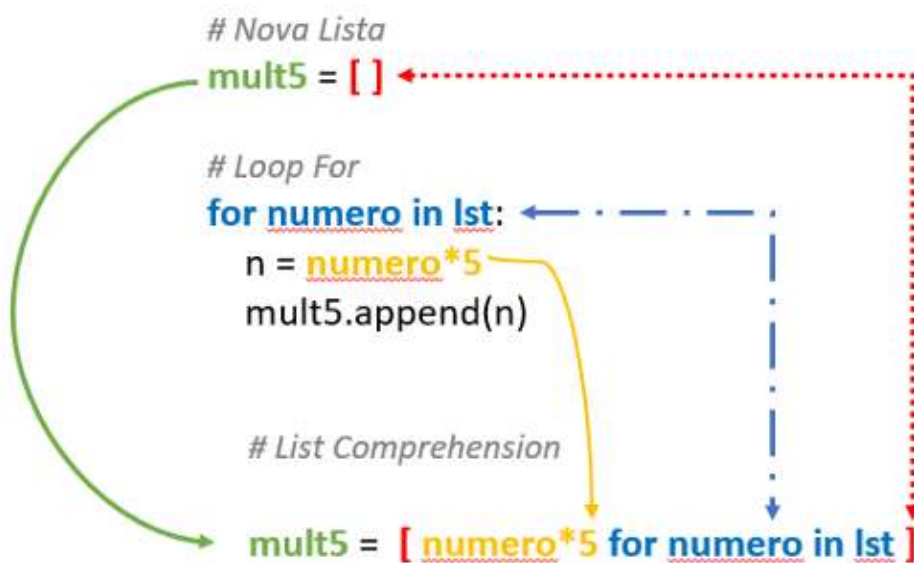 # Nova Lista
mult5 = [ ]
# Loop For
for numero in lst:
n = numero*5
mult5.append(n)
# List Comprehension
mult5 = [ numero*5 for numero in lst ]